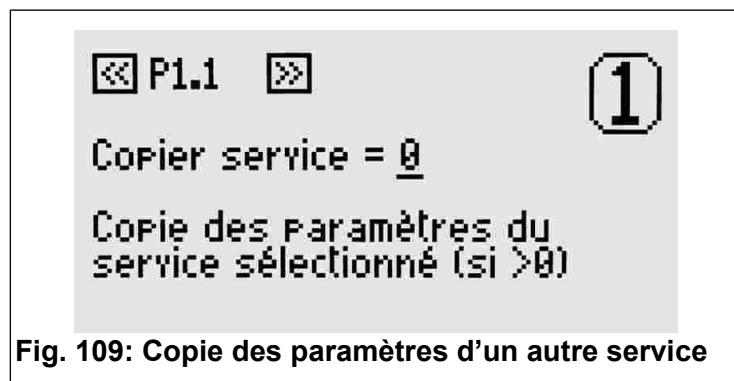 << P1.1 >>
1
Copier service = 0
Copie des paramètres du
service sélectionné (si >0)
Fig. 109: Copie des paramètres d'un autre service